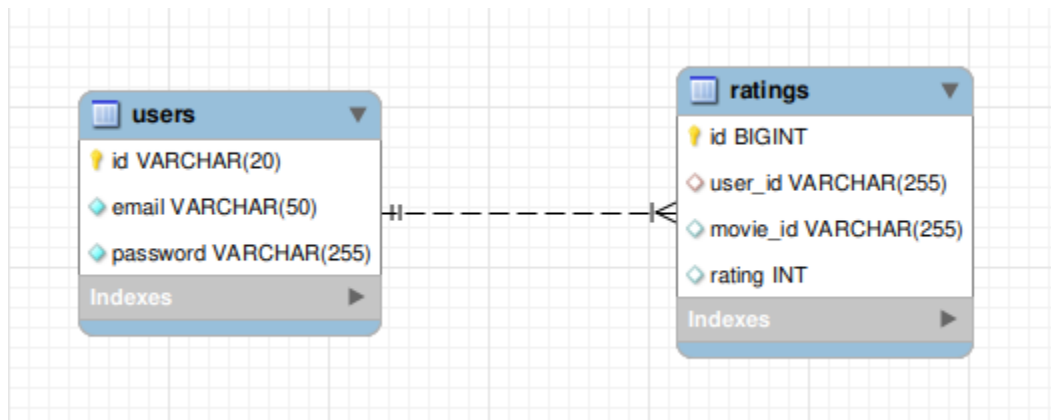 users
id VARCHAR(20)
email VARCHAR(50)
password VARCHAR(255)
Indexes
ratings
id BIGINT
user_id VARCHAR(255)
movie_id VARCHAR(255)
rating INT
Indexes